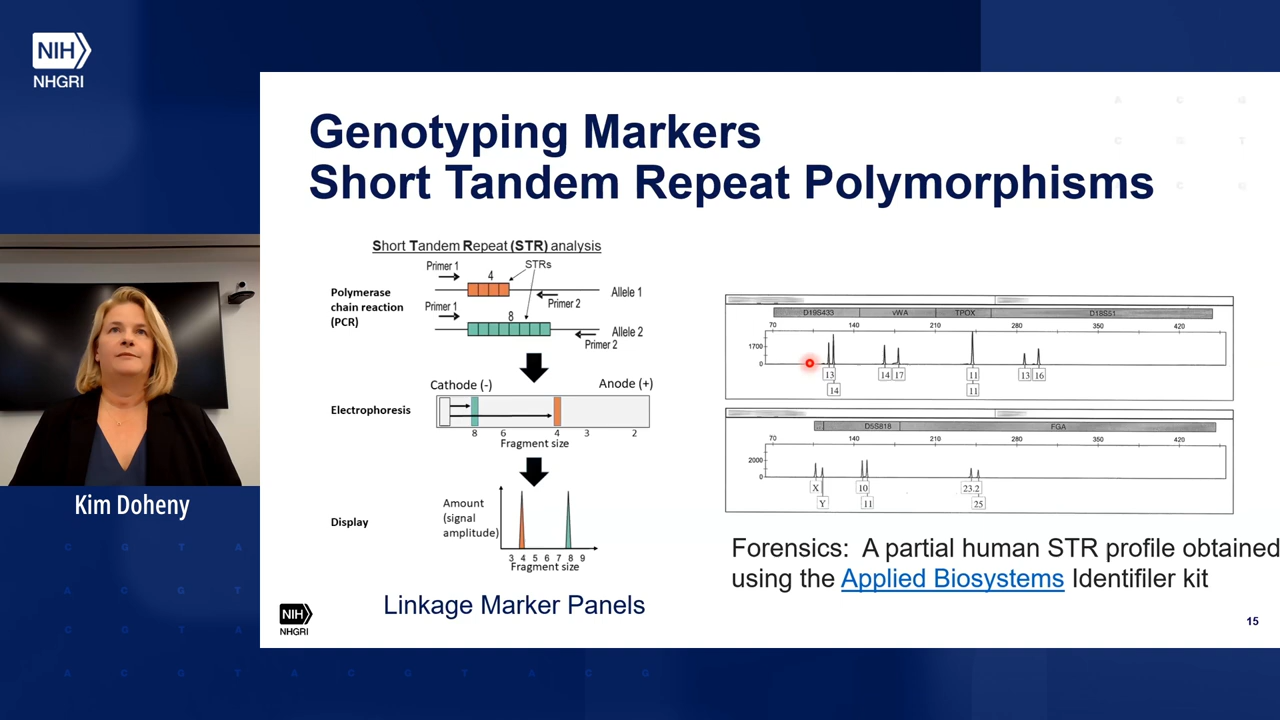 NIH
NHGRI
Genotyping Markers
Short Tandem Repeat Polymorphisms
Short Tandem Repeat (STR) analysis
Polymerase
chain reaction
(PCR)
Primer 1
4
STRs
Allele 1
Primer 2
Primer 1
8
Allele 2
Primer 2
Cathode (-)
Anode (+)
Electrophoresis
8 6 4 3 2
Fragment size
Display
Amount
(signal
amplitude)
3 4 5 6 7 8 9
Fragment size
Linkage Marker Panels
D19S433 vWA TPOX D18S51
70 140 210 280 350 420
1700
0
13 14 17 11 13 16
14 11
D5S818 FGA
70 140 210 280 350 420
2000
0
X 10 23.2
Y 11 25
Forensics: A partial human STR profile obtained
using the Applied Biosystems Identifiler kit
NIH
NHGRI
15
Kim Doheny
A C G
C G T
C G
C G T A
A C G T A
C G T A
A C G T A C G T A C G